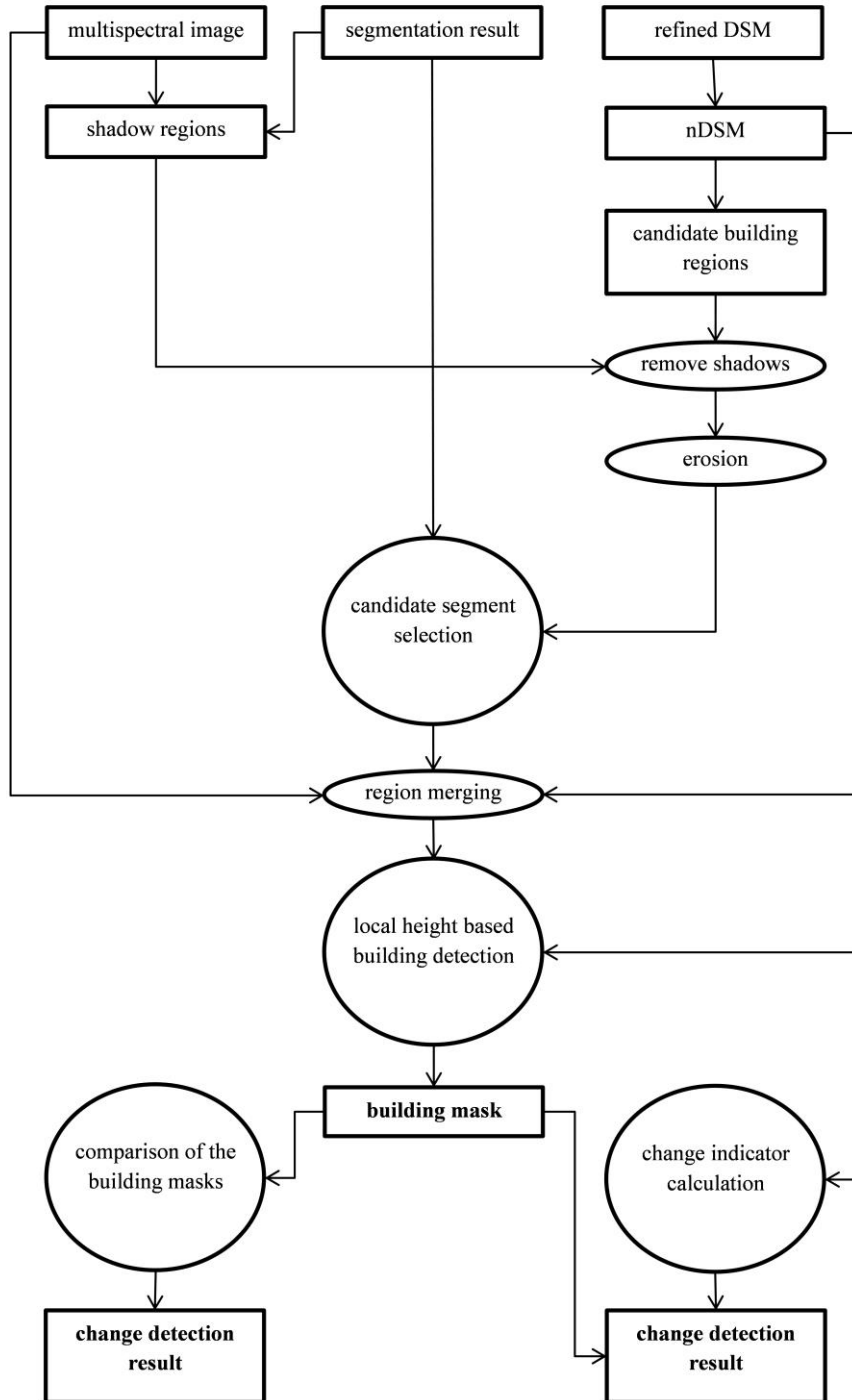 multispectral image
segmentation result
refined DSM
shadow regions
nDSM
candidate building
regions
remove shadows
erosion
candidate segment
selection
region merging
local height based
building detection
building mask
comparison of the
building masks
change indicator
calculation
change detection
result
change detection
result